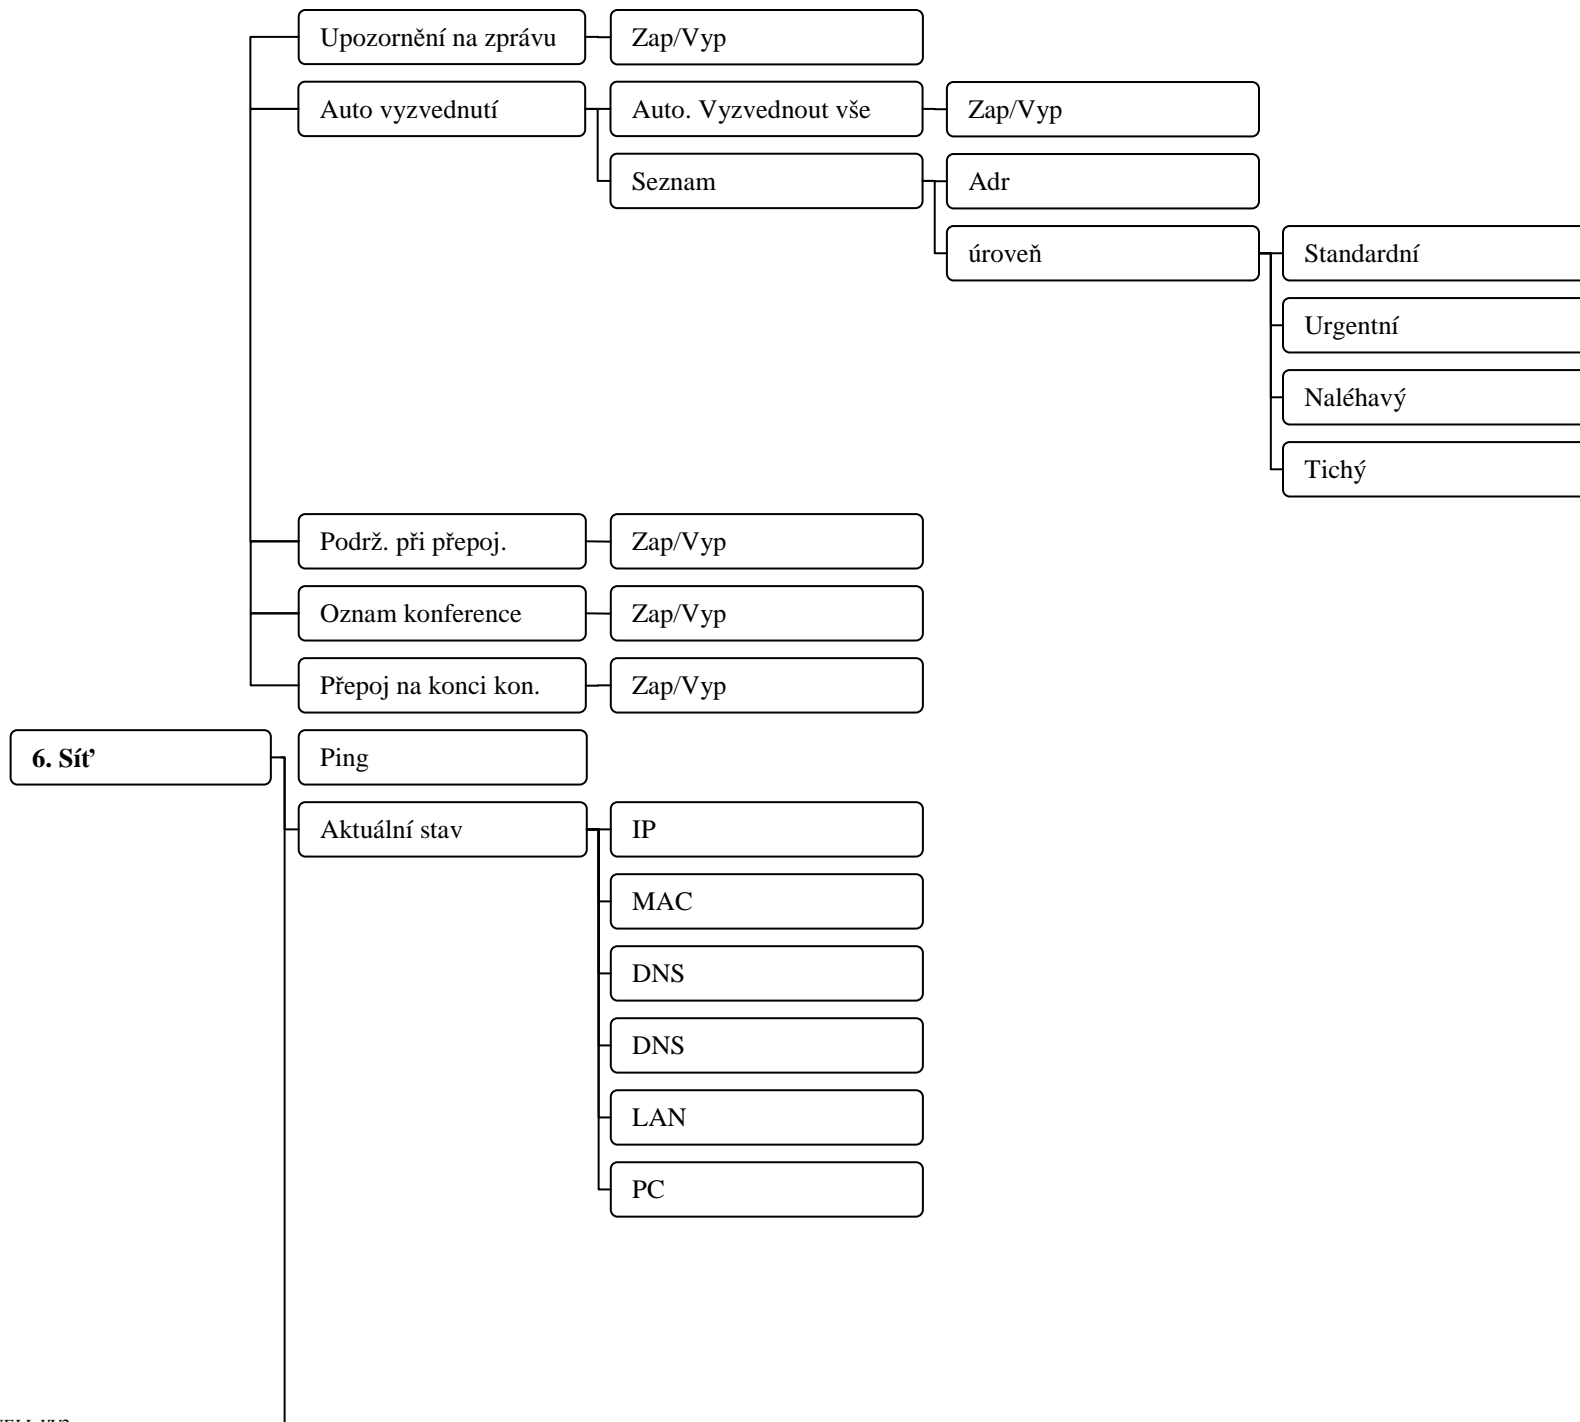 Upozornění na zprávu Zap/Vyp
Auto vyzvednutí Auto. Vyzvednout vše Zap/Vyp
Seznam Adr
úroveň Standardní
Urgentní
Naléhavý
Tichý
Podrž. při přepoj. Zap/Vyp
Oznam konference Zap/Vyp
Přepoj na konci kon. Zap/Vyp
6. Síť Ping
Aktuální stav IP
MAC
DNS
DNS
LAN
PC